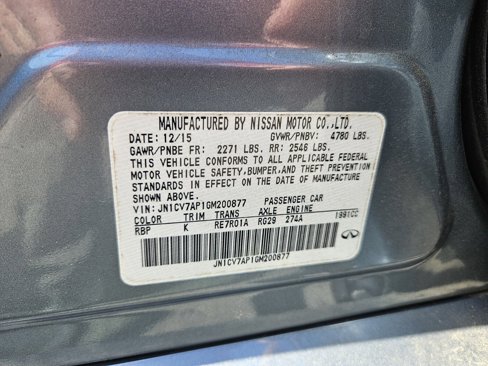 MANUFACTURED BY NISSAN MOTOR CO.,LTD.
DATE: 12/15 GVWR/PNBV: 4780 LBS.
GAWR/PNBE FR: 2271 LBS. RR: 2546 LBS.
THIS VEHICLE CONFORMS TO ALL APPLICABLE FEDERAL
MOTOR VEHICLE SAFETY,BUMPER,AND THEFT PREVENTION
STANDARDS IN EFFECT ON THE DATE OF MANUFACTURE
SHOWN ABOVE.
VIN: JN1CV7AP1GM200877 PASSENGER CAR
COLOR TRIM TRANS AXLE ENGINE
RBP K RE7R01A RG29 274A 1991CC
JN1CV7AP1GM200877